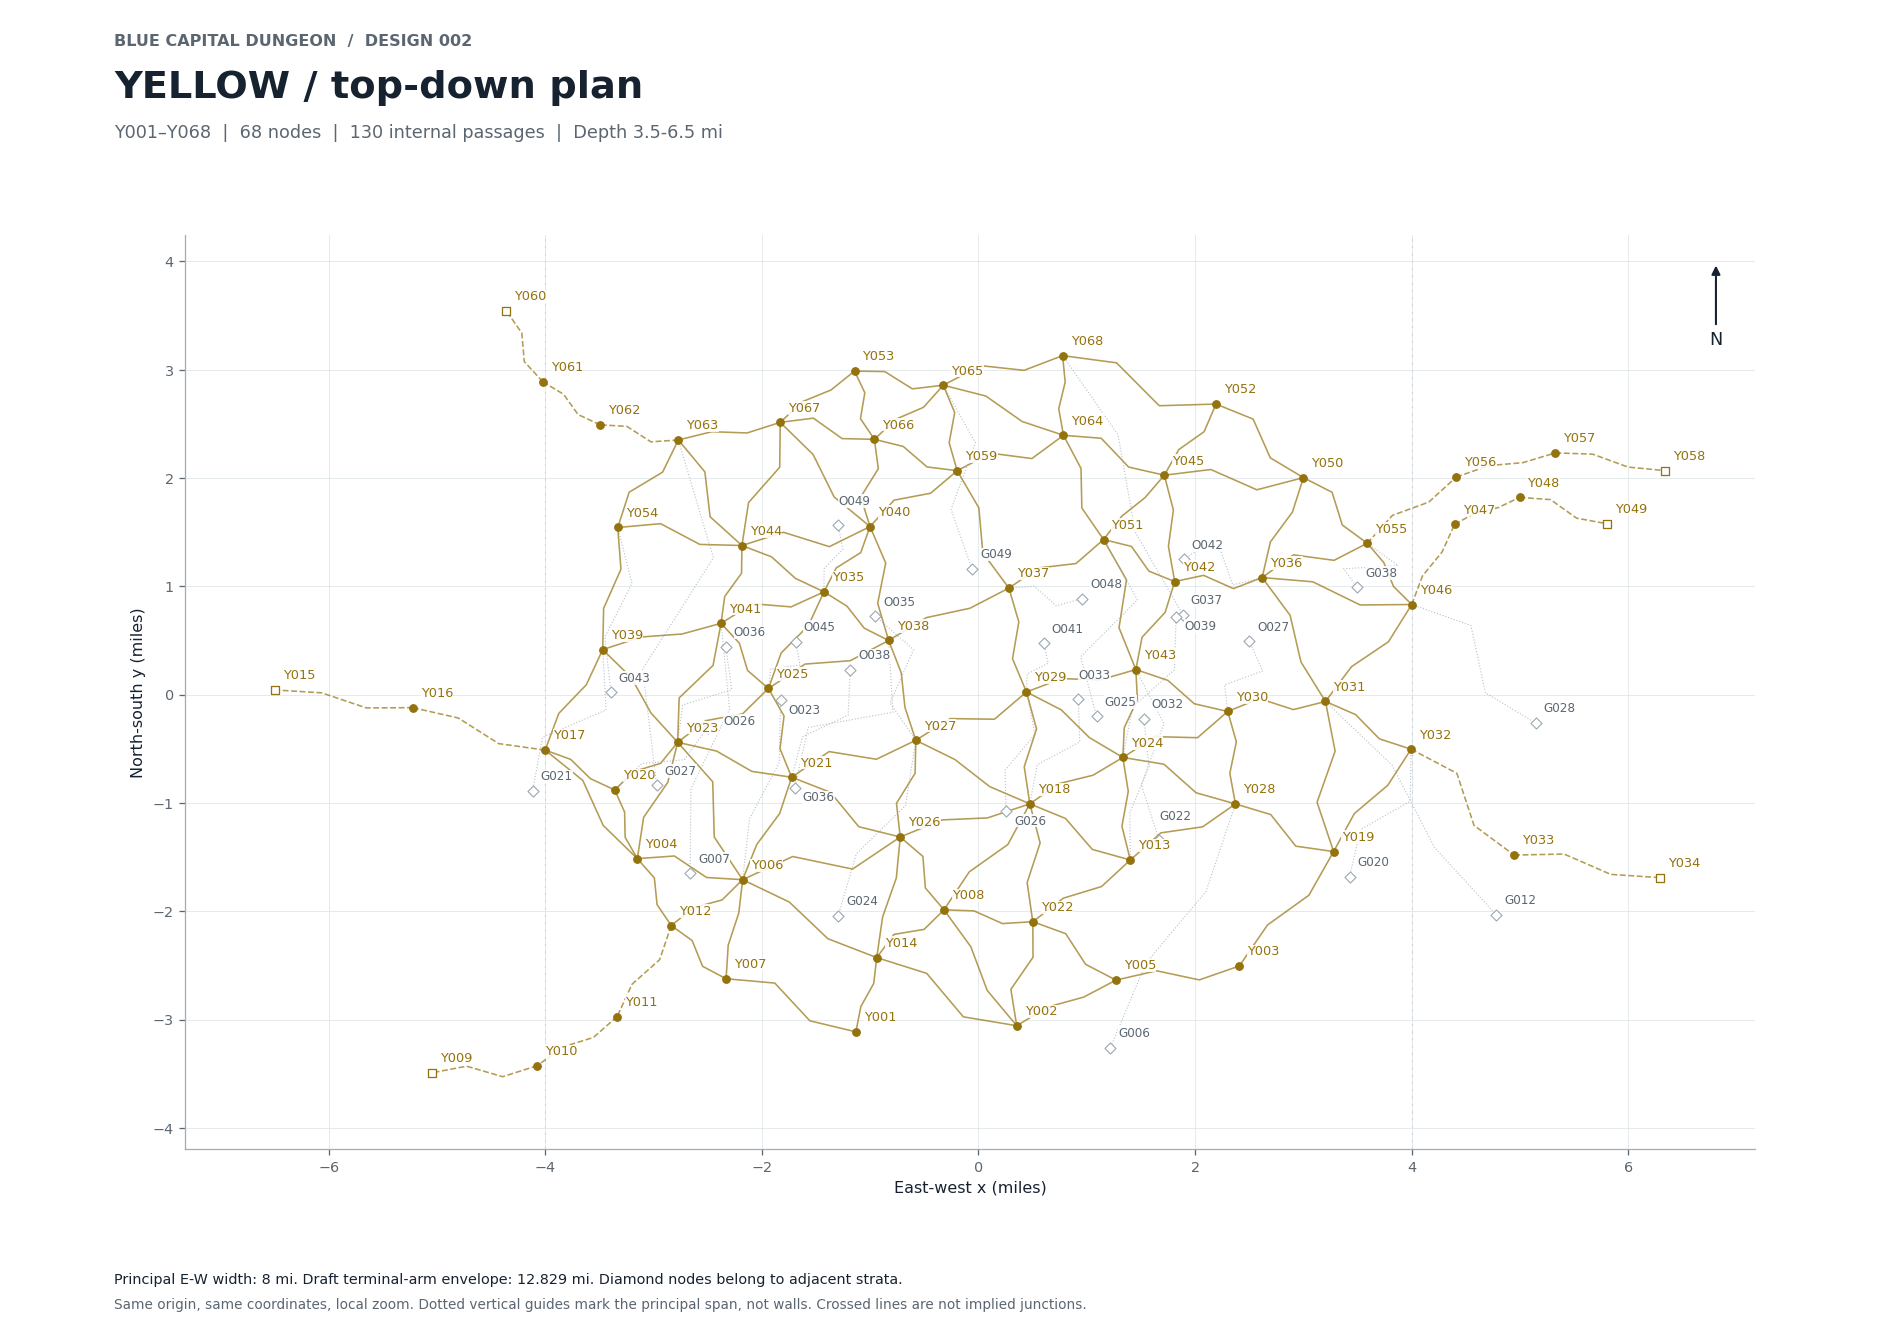 BLUE CAPITAL DUNGEON / DESIGN 002
YELLOW / top-down plan
Y001–Y068 | 68 nodes | 130 internal passages | Depth 3.5-6.5 mi
4
3
2
1
0
−1
−2
−3
−4
North-south y (miles)
−6
−4
−2
0
2
4
6
East-west x (miles)
N
Y060
Y068
Y053
Y061
Y065
Y052
Y062
Y067
Y064
Y063
Y066
Y057
Y059
Y045
Y050
Y056
Y058
Y048
O049
Y054
Y040
Y047
Y049
Y044
Y051
Y055
G049
O042
Y042
Y036
Y035
Y037
G038
O048
Y046
O035
G037
Y041
O045
Y038
O041
O039
O027
Y039
O036
O038
Y043
Y015
G043
Y025
Y029
O033
Y031
Y016
O023
G025
O032
Y030
G028
O026
Y017
Y023
Y027
Y024
Y032
G021
Y020
G027
Y021
G036
Y018
Y028
Y026
G026
G022
Y004
G007
Y006
Y013
Y019
Y033
G020
Y034
Y012
G024
Y008
Y022
G012
Y014
Y007
Y005
Y003
Y011
Y001
Y002
G006
Y009
Y010
Principal E-W width: 8 mi. Draft terminal-arm envelope: 12.829 mi. Diamond nodes belong to adjacent strata.
Same origin, same coordinates, local zoom. Dotted vertical guides mark the principal span, not walls. Crossed lines are not implied junctions.